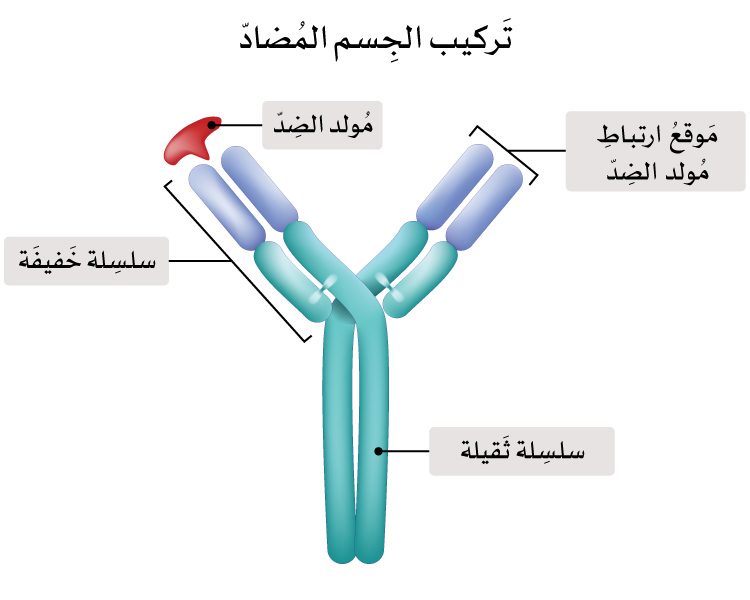 تَركيب الجِسم المُضادّ
مُولد الضِدّ
مَوقعُ ارتباطِ
مُولد الضِدّ
سلسِلة خَفيفَة
سلسِلة ثَقيلة